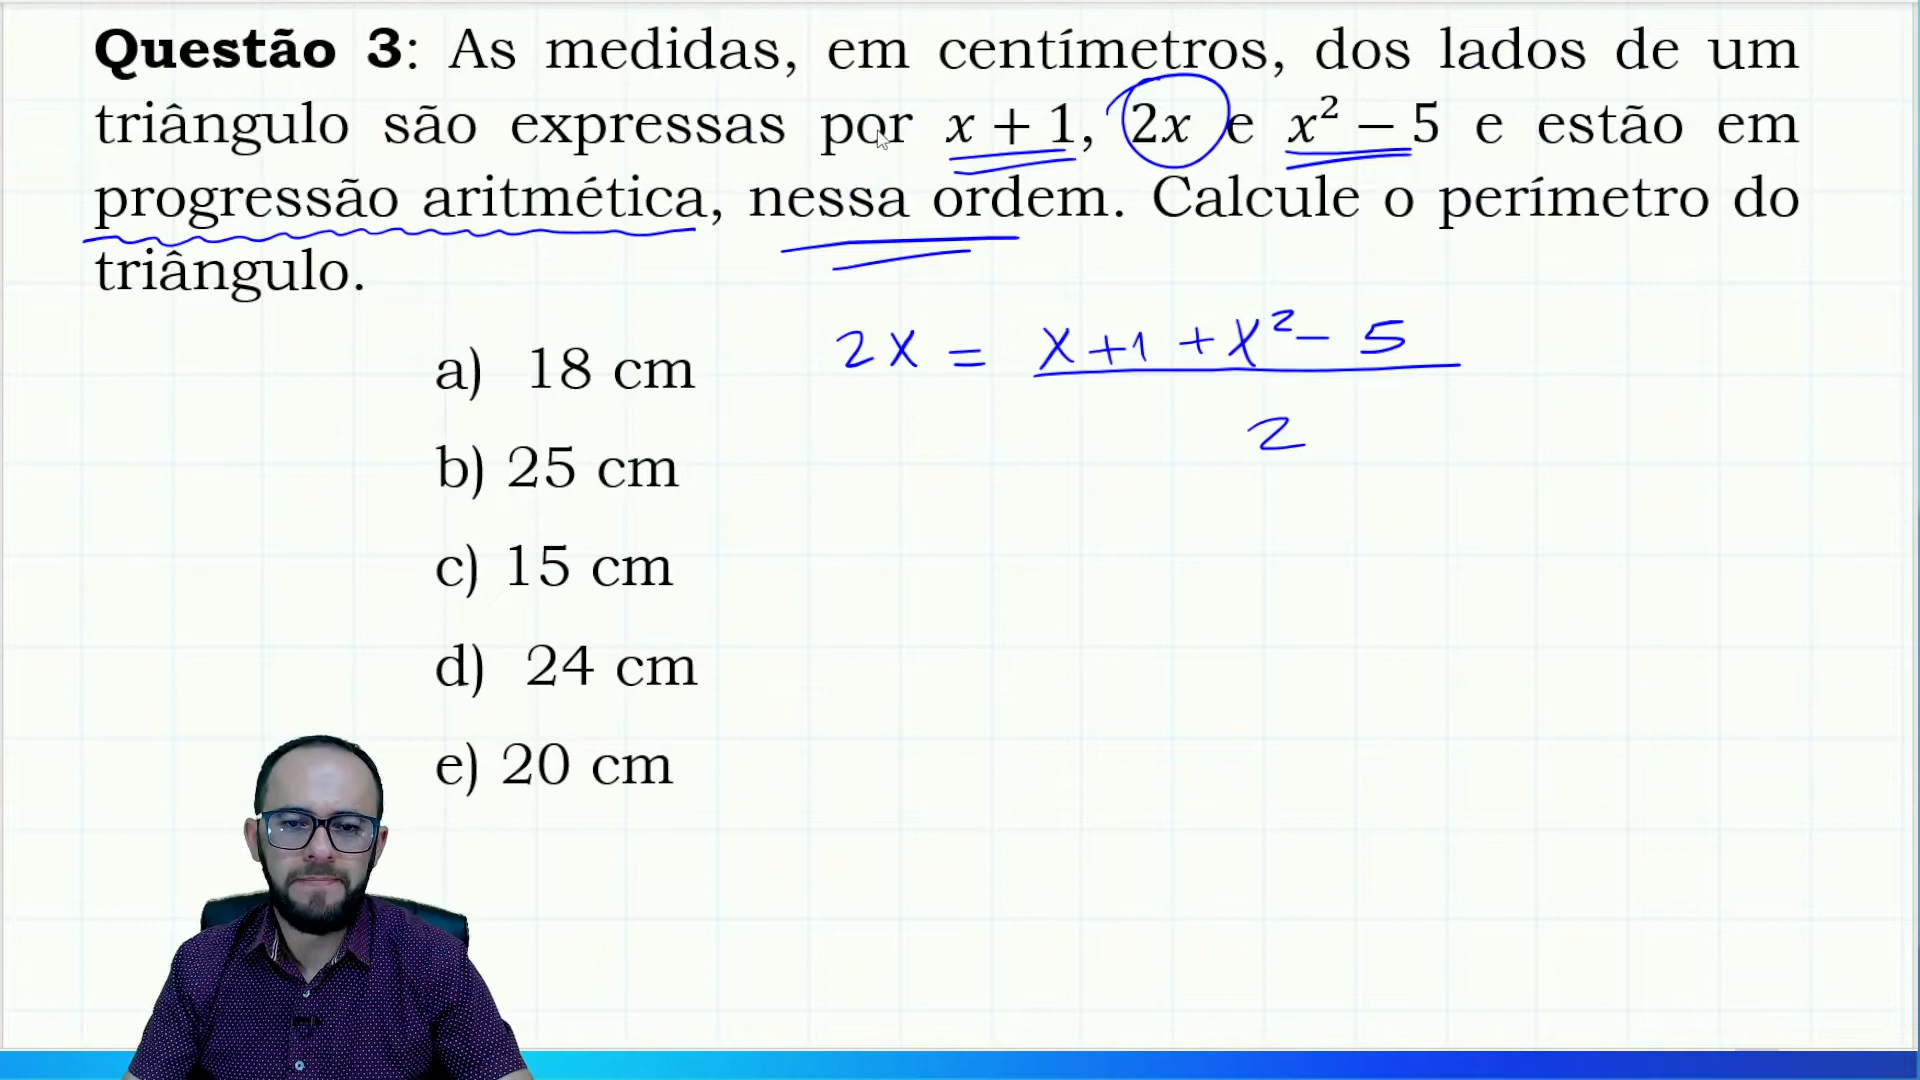 Questão 3: As medidas, em centímetros, dos lados de um
triângulo são expressas por x + 1, 2x e x² − 5 e estão em
progressão aritmética, nessa ordem. Calcule o perímetro do
triângulo.
2x = x+1 + x² − 5
2
a) 18 cm
b) 25 cm
c) 15 cm
d) 24 cm
e) 20 cm